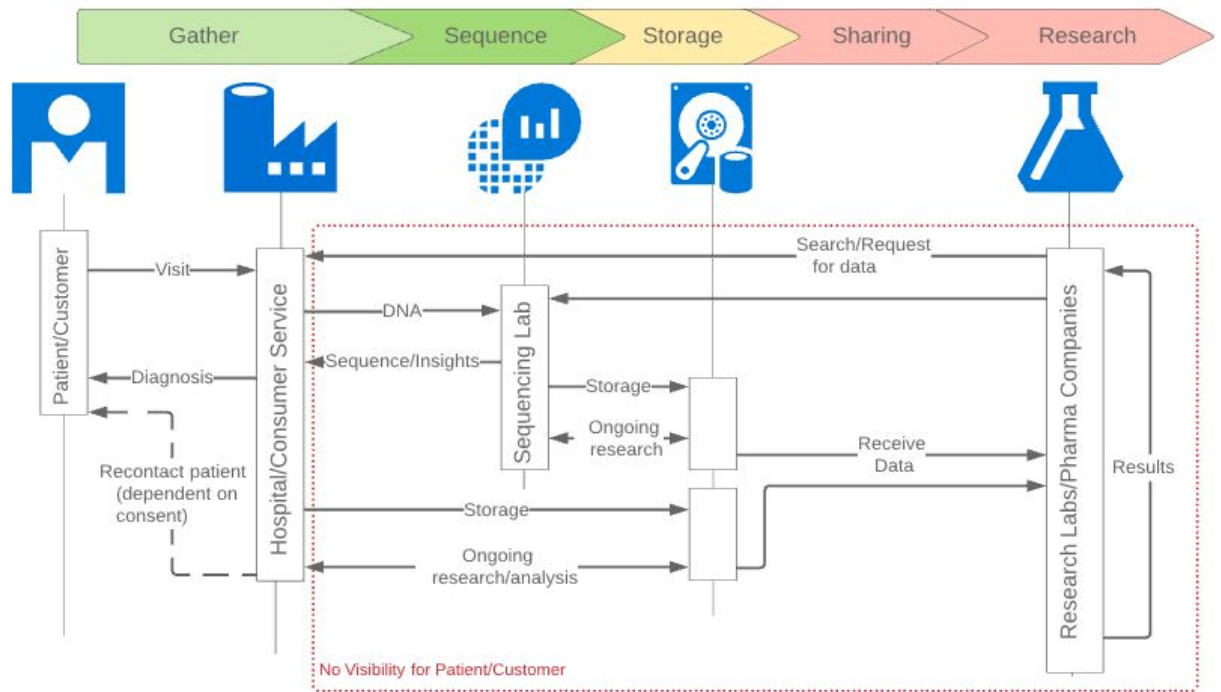 Gather
Sequence
Storage
Sharing
Research
Patient/Customer
Hospital/Consumer Service
Sequencing Lab
Research Labs/Pharma Companies
Visit
Search/Request
for data
DNA
Sequence/Insights
Diagnosis
Storage
Ongoing
research
Receive
Data
Results
Recontact patient
(dependent on
consent)
Storage
Ongoing
research/analysis
No Visibility for Patient/Customer